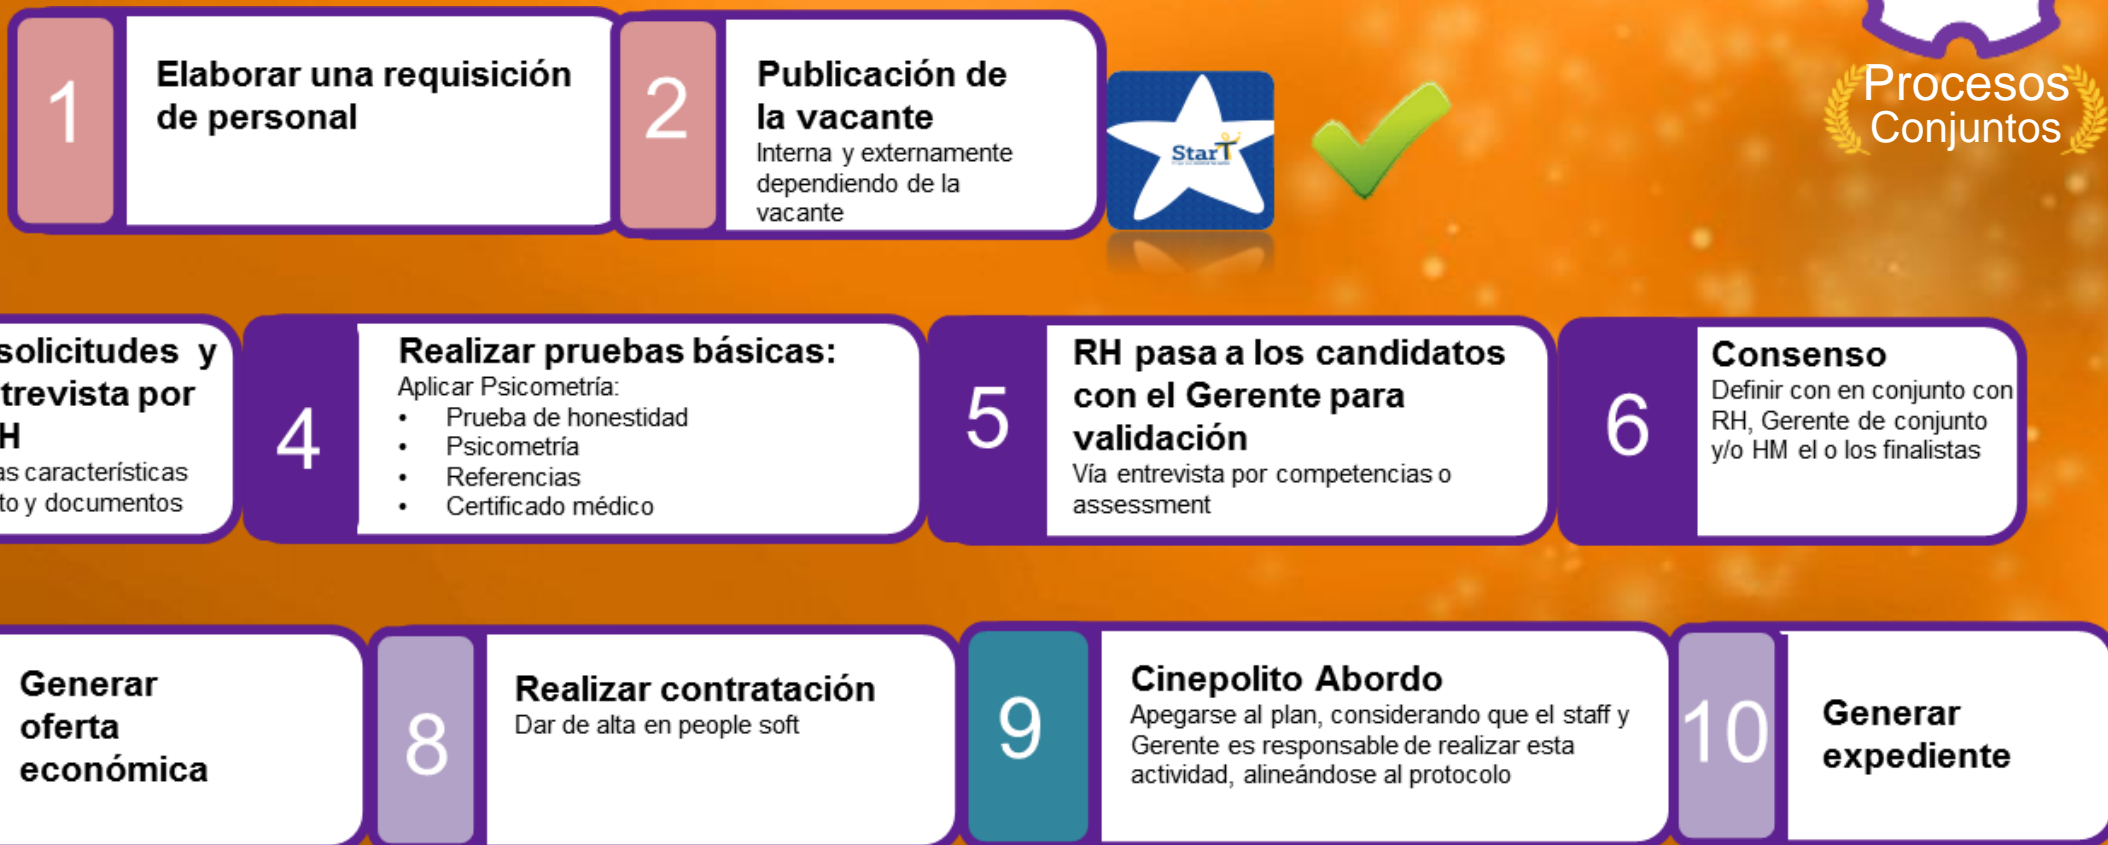 1
Elaborar una requisición
de personal
2
Publicación de
la vacante
Interna y externamente
dependiendo de la
vacante
StarT
Procesos
Conjuntos
solicitudes y
trevista por
H
as características
to y documentos
4
Realizar pruebas básicas:
Aplicar Psicometría:
• Prueba de honestidad
• Psicometría
• Referencias
• Certificado médico
5
RH pasa a los candidatos
con el Gerente para
validación
Vía entrevista por competencias o
assessment
6
Consenso
Definir con en conjunto con
RH, Gerente de conjunto
y/o HM el o los finalistas
Generar
oferta
económica
8
Realizar contratación
Dar de alta en people soft
9
Cinepolito Abordo
Apegarse al plan, considerando que el staff y
Gerente es responsable de realizar esta
actividad, alineándose al protocolo
10
Generar
expediente